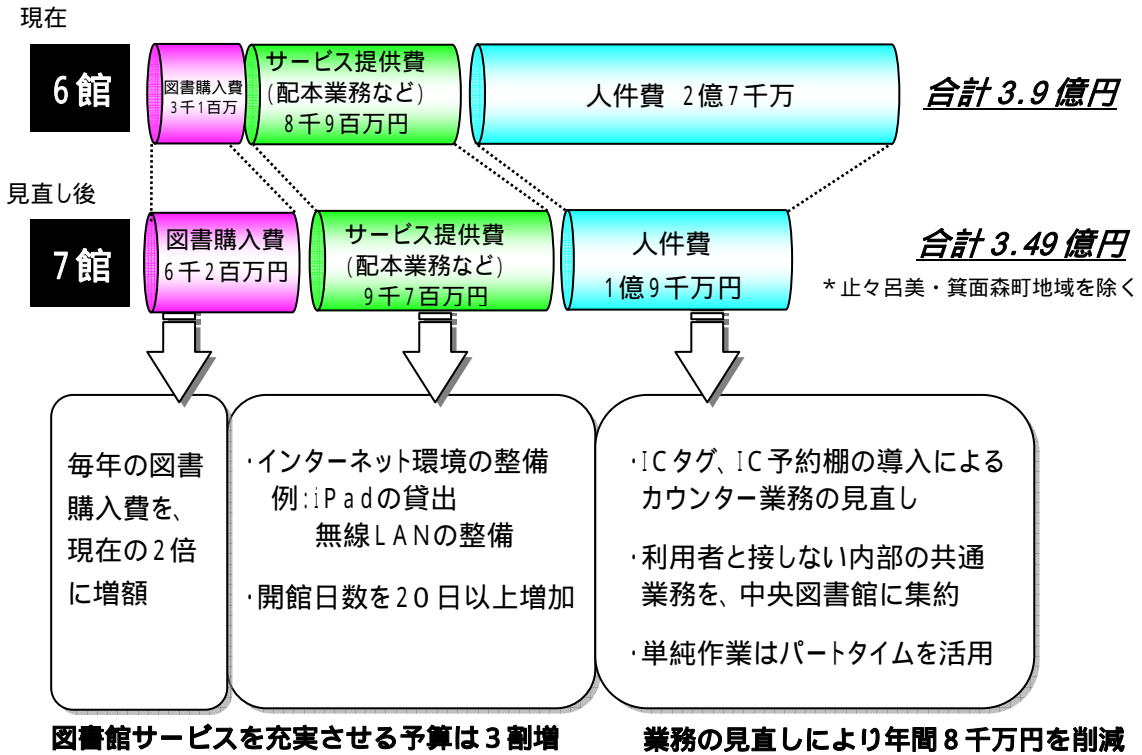 現在
6館
図書購入費
3千1百万
サービス提供費
(配本業務など)
8千9百万円
人件費 2億7千万
合計3.9億円
見直し後
7館
図書購入費
6千2百万円
サービス提供費
(配本業務など)
9千7百万円
人件費
1億9千万円
合計3.49億円
*止々呂美・箕面森町地域を除く
毎年の図書
購入費を、
現在の2倍
に増額
・インターネット環境の整備
例:iPadの貸出
無線LANの整備
・開館日数を20日以上増加
・ICタグ、IC予約棚の導入による
カウンター業務の見直し
・利用者と接しない内部の共通
業務を、中央図書館に集約
・単純作業はパートタイムを活用
図書館サービスを充実させる予算は3割増
業務の見直しにより年間8千万円を削減